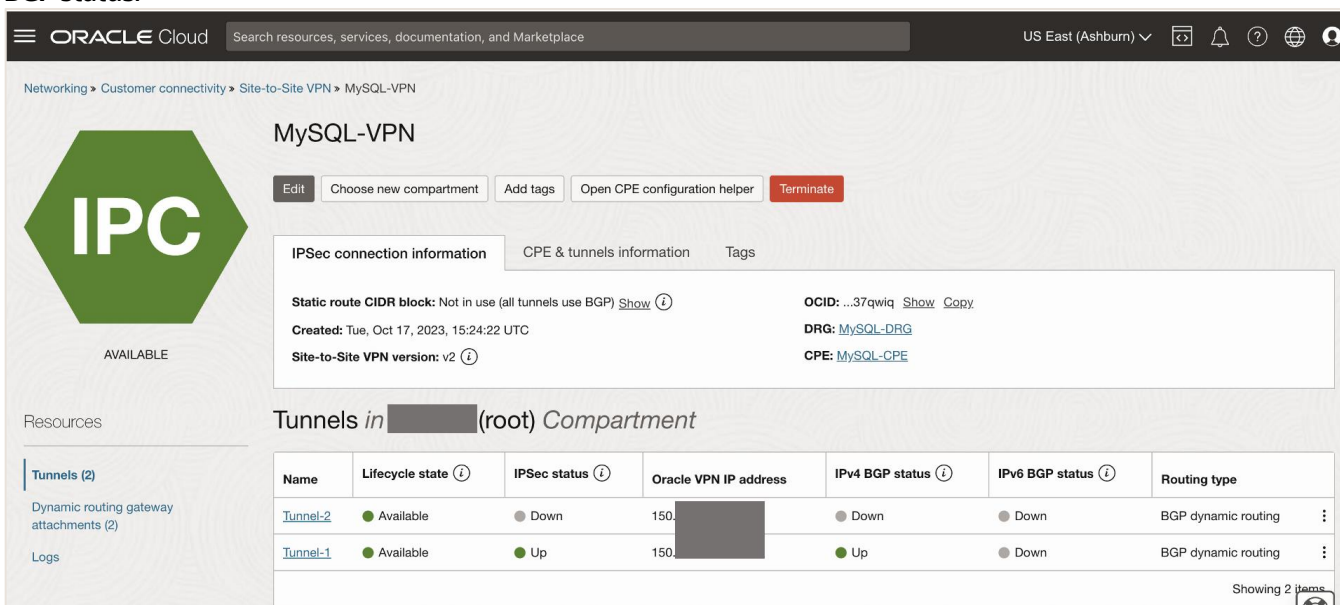 ORACLE Cloud Search resources, services, documentation, and Marketplace US East (Ashburn)
Networking » Customer connectivity » Site-to-Site VPN » MySQL-VPN
IPC
AVAILABLE
MySQL-VPN
Edit Choose new compartment Add tags Open CPE configuration helper Terminate
IPSec connection information CPE & tunnels information Tags
Static route CIDR block: Not in use (all tunnels use BGP) Show
Created: Tue, Oct 17, 2023, 15:24:22 UTC
Site-to-Site VPN version: v2
OCID: ...37qwiq Show Copy
DRG: MySQL-DRG
CPE: MySQL-CPE
Resources
Tunnels (2)
Dynamic routing gateway
attachments (2)
Logs
Tunnels in (root) Compartment
Name Lifecycle state IPSec status Oracle VPN IP address IPv4 BGP status IPv6 BGP status Routing type
Tunnel-2 Available Down 150. Down Down BGP dynamic routing
Tunnel-1 Available Up 150. Up Down BGP dynamic routing
Showing 2 items